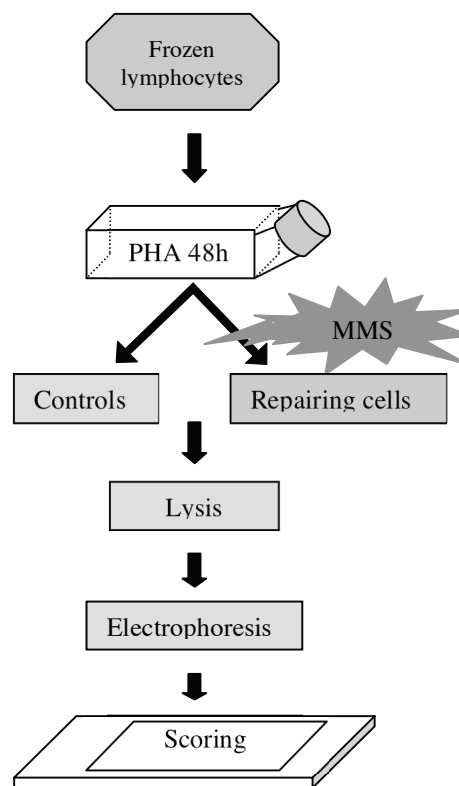 Frozen
lymphocytes
PHA 48h
MMS
Controls
Repairing cells
Lysis
Electrophoresis
Scoring